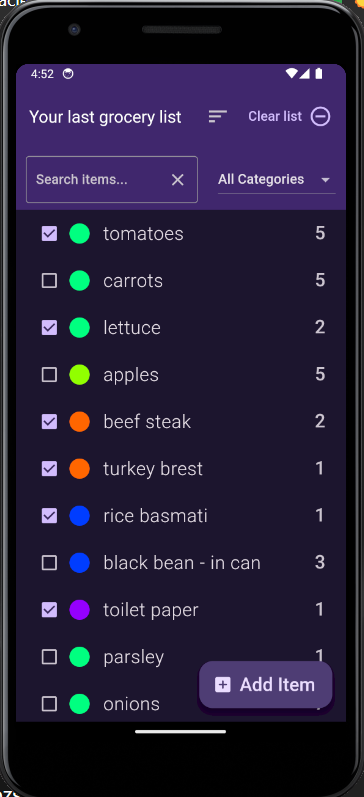 4:52
Your last grocery list
Clear list
Search items...
All Categories
tomatoes 5
carrots 5
lettuce 2
apples 5
beef steak 2
turkey brest 1
rice basmati 1
black bean - in can 3
toilet paper 1
parsley 1
onions
Add Item